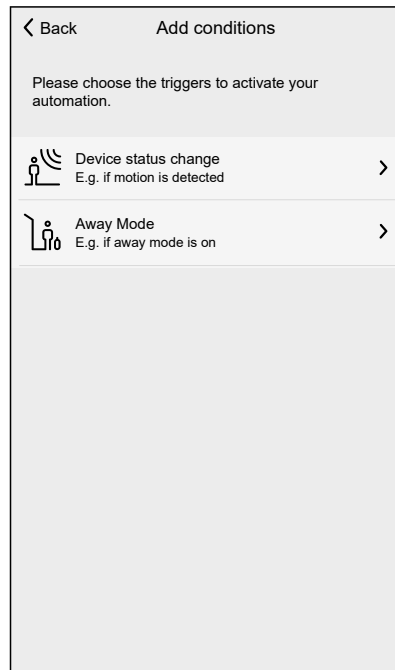 Back
Add conditions
Please choose the triggers to activate your
automation.
Device status change
E.g. if motion is detected
Away Mode
E.g. if away mode is on